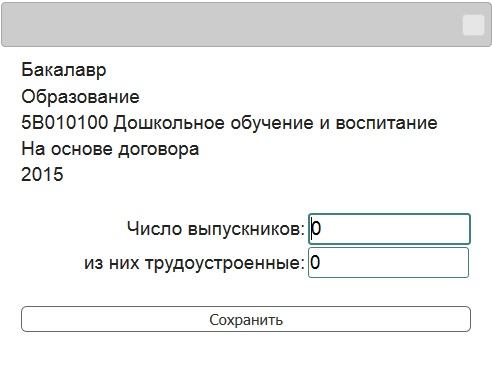 Бакалавр
Образование
5В010100 Дошкольное обучение и воспитание
На основе договора
2015
Число выпускников: 0
из них трудоустроенные: 0
Сохранить